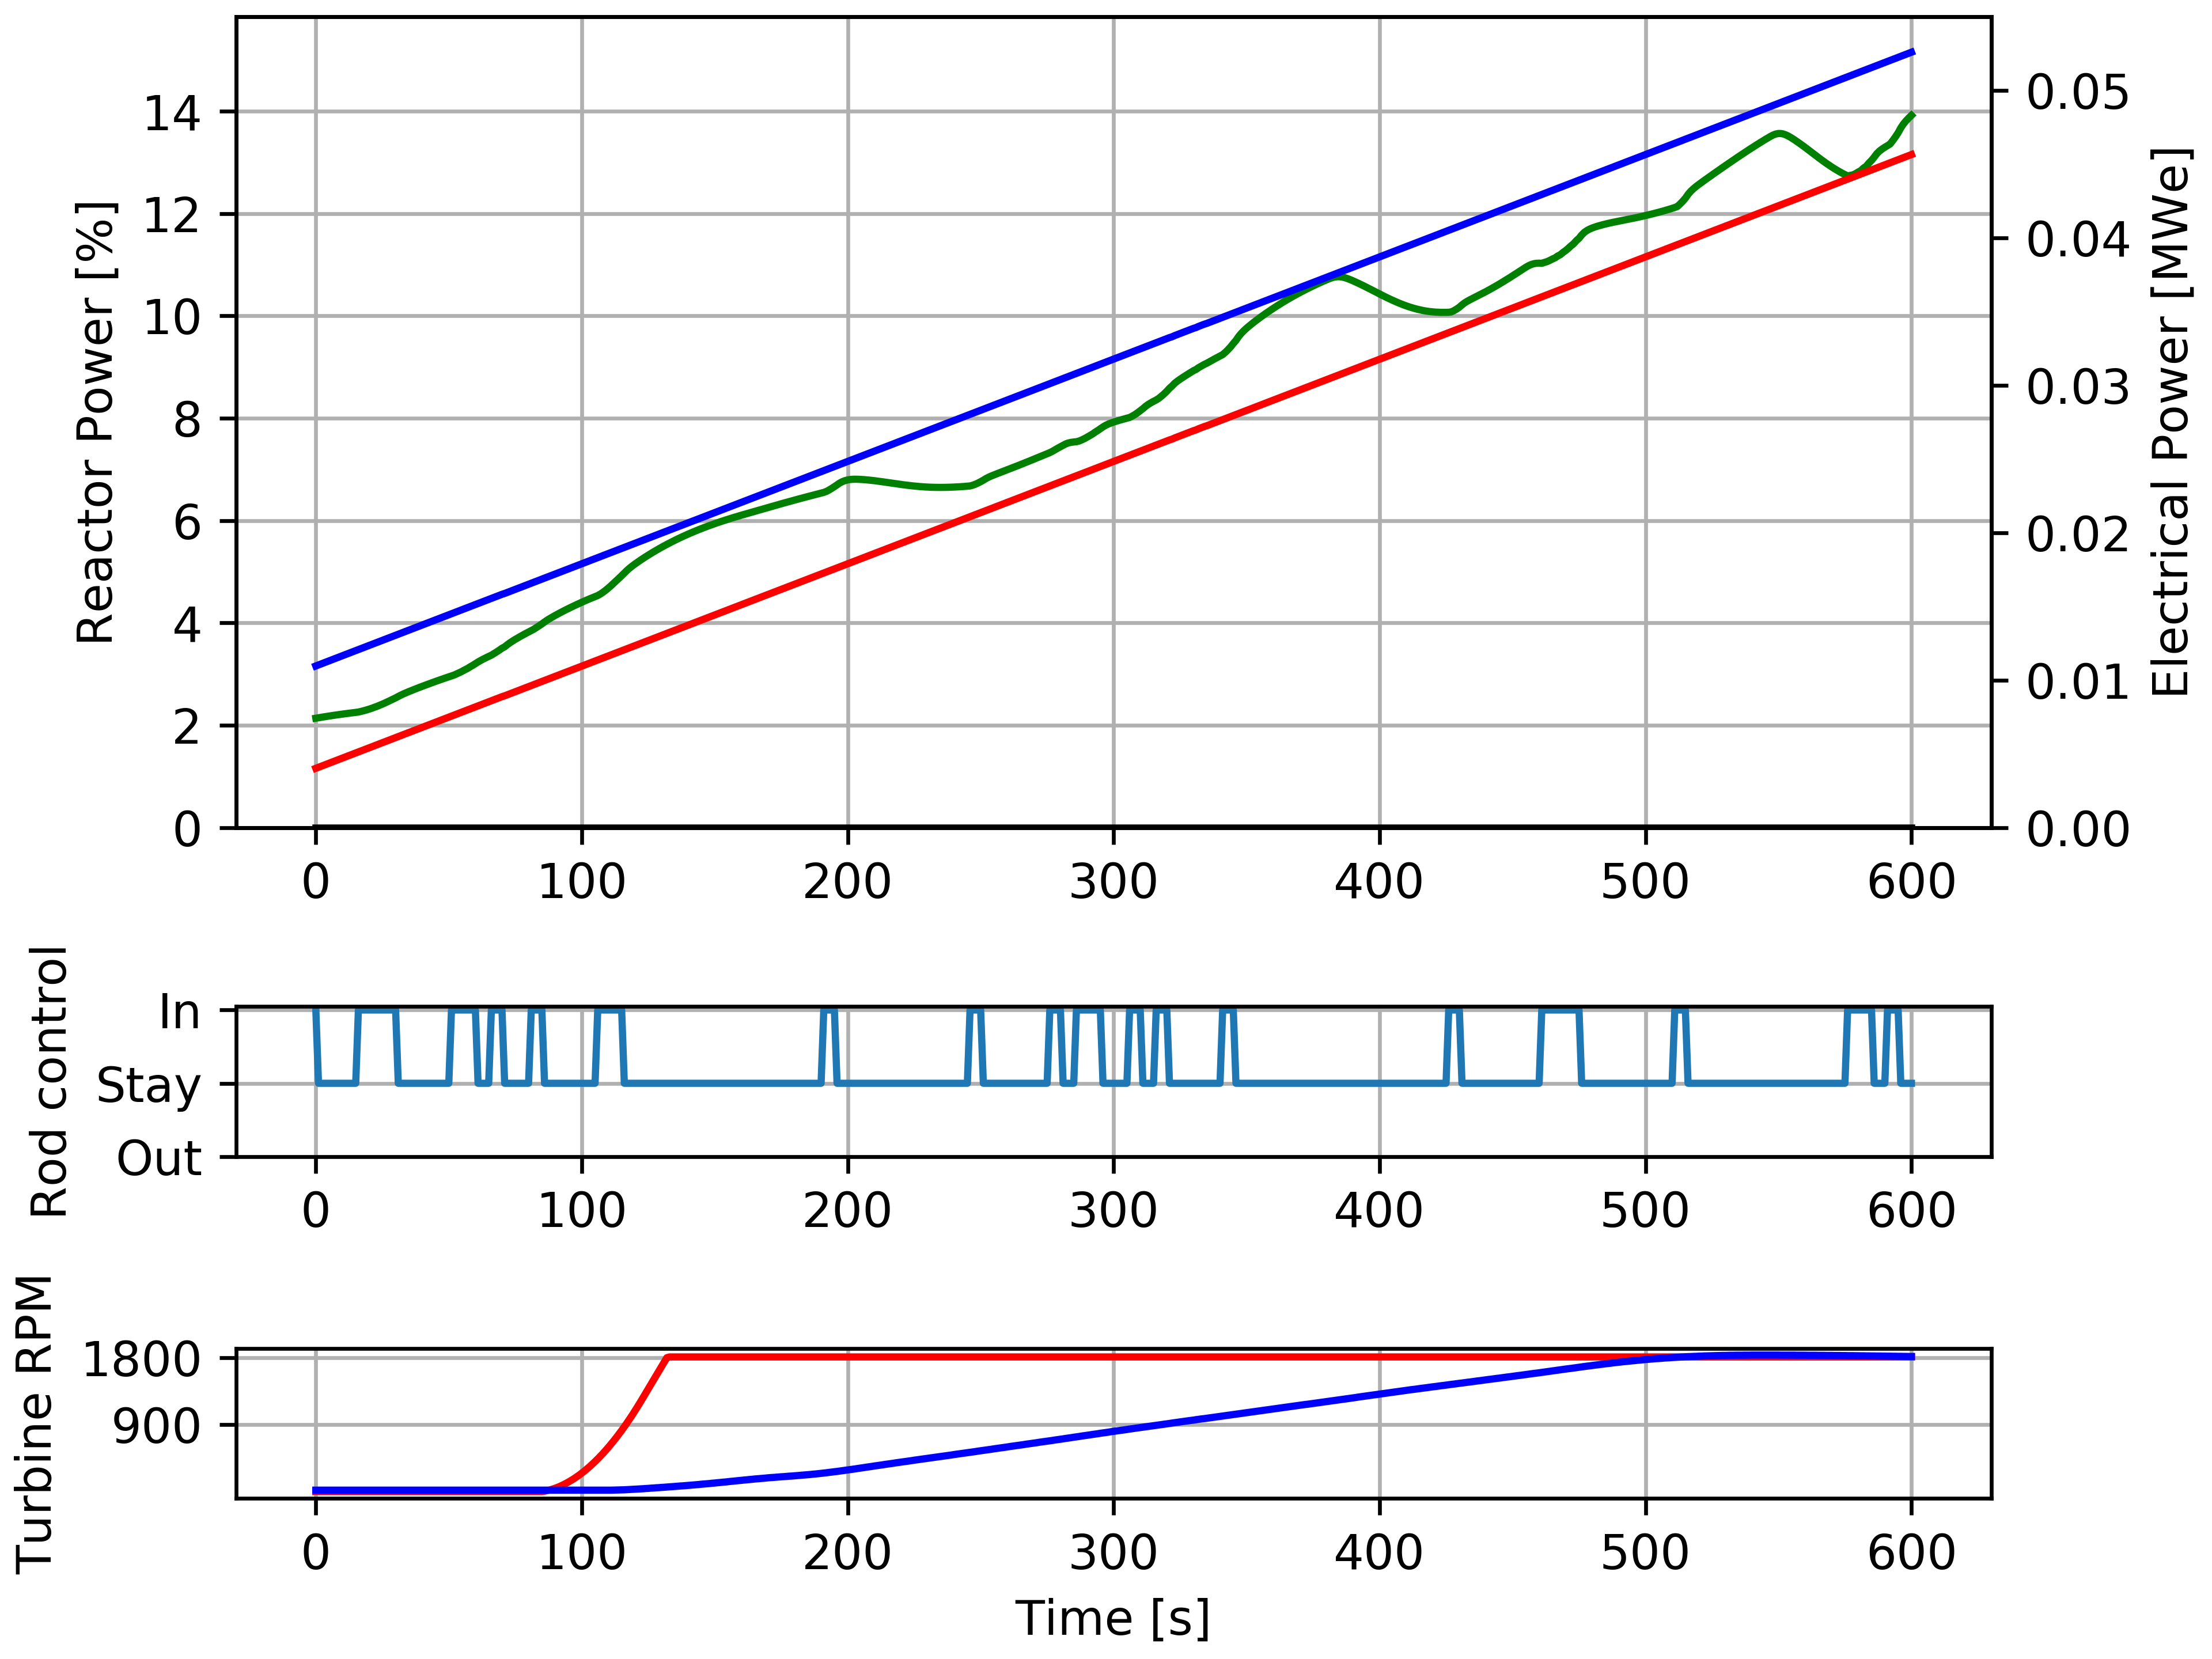 Reactor Power [%]
14
12
10
8
6
4
2
0
0.05
0.04
0.03
0.02
0.01
0.00
Electrical Power [MWe]
0 100 200 300 400 500 600
Rod control
In
Stay
Out
0 100 200 300 400 500 600
Turbine RPM
1800
900
0 100 200 300 400 500 600
Time [s]